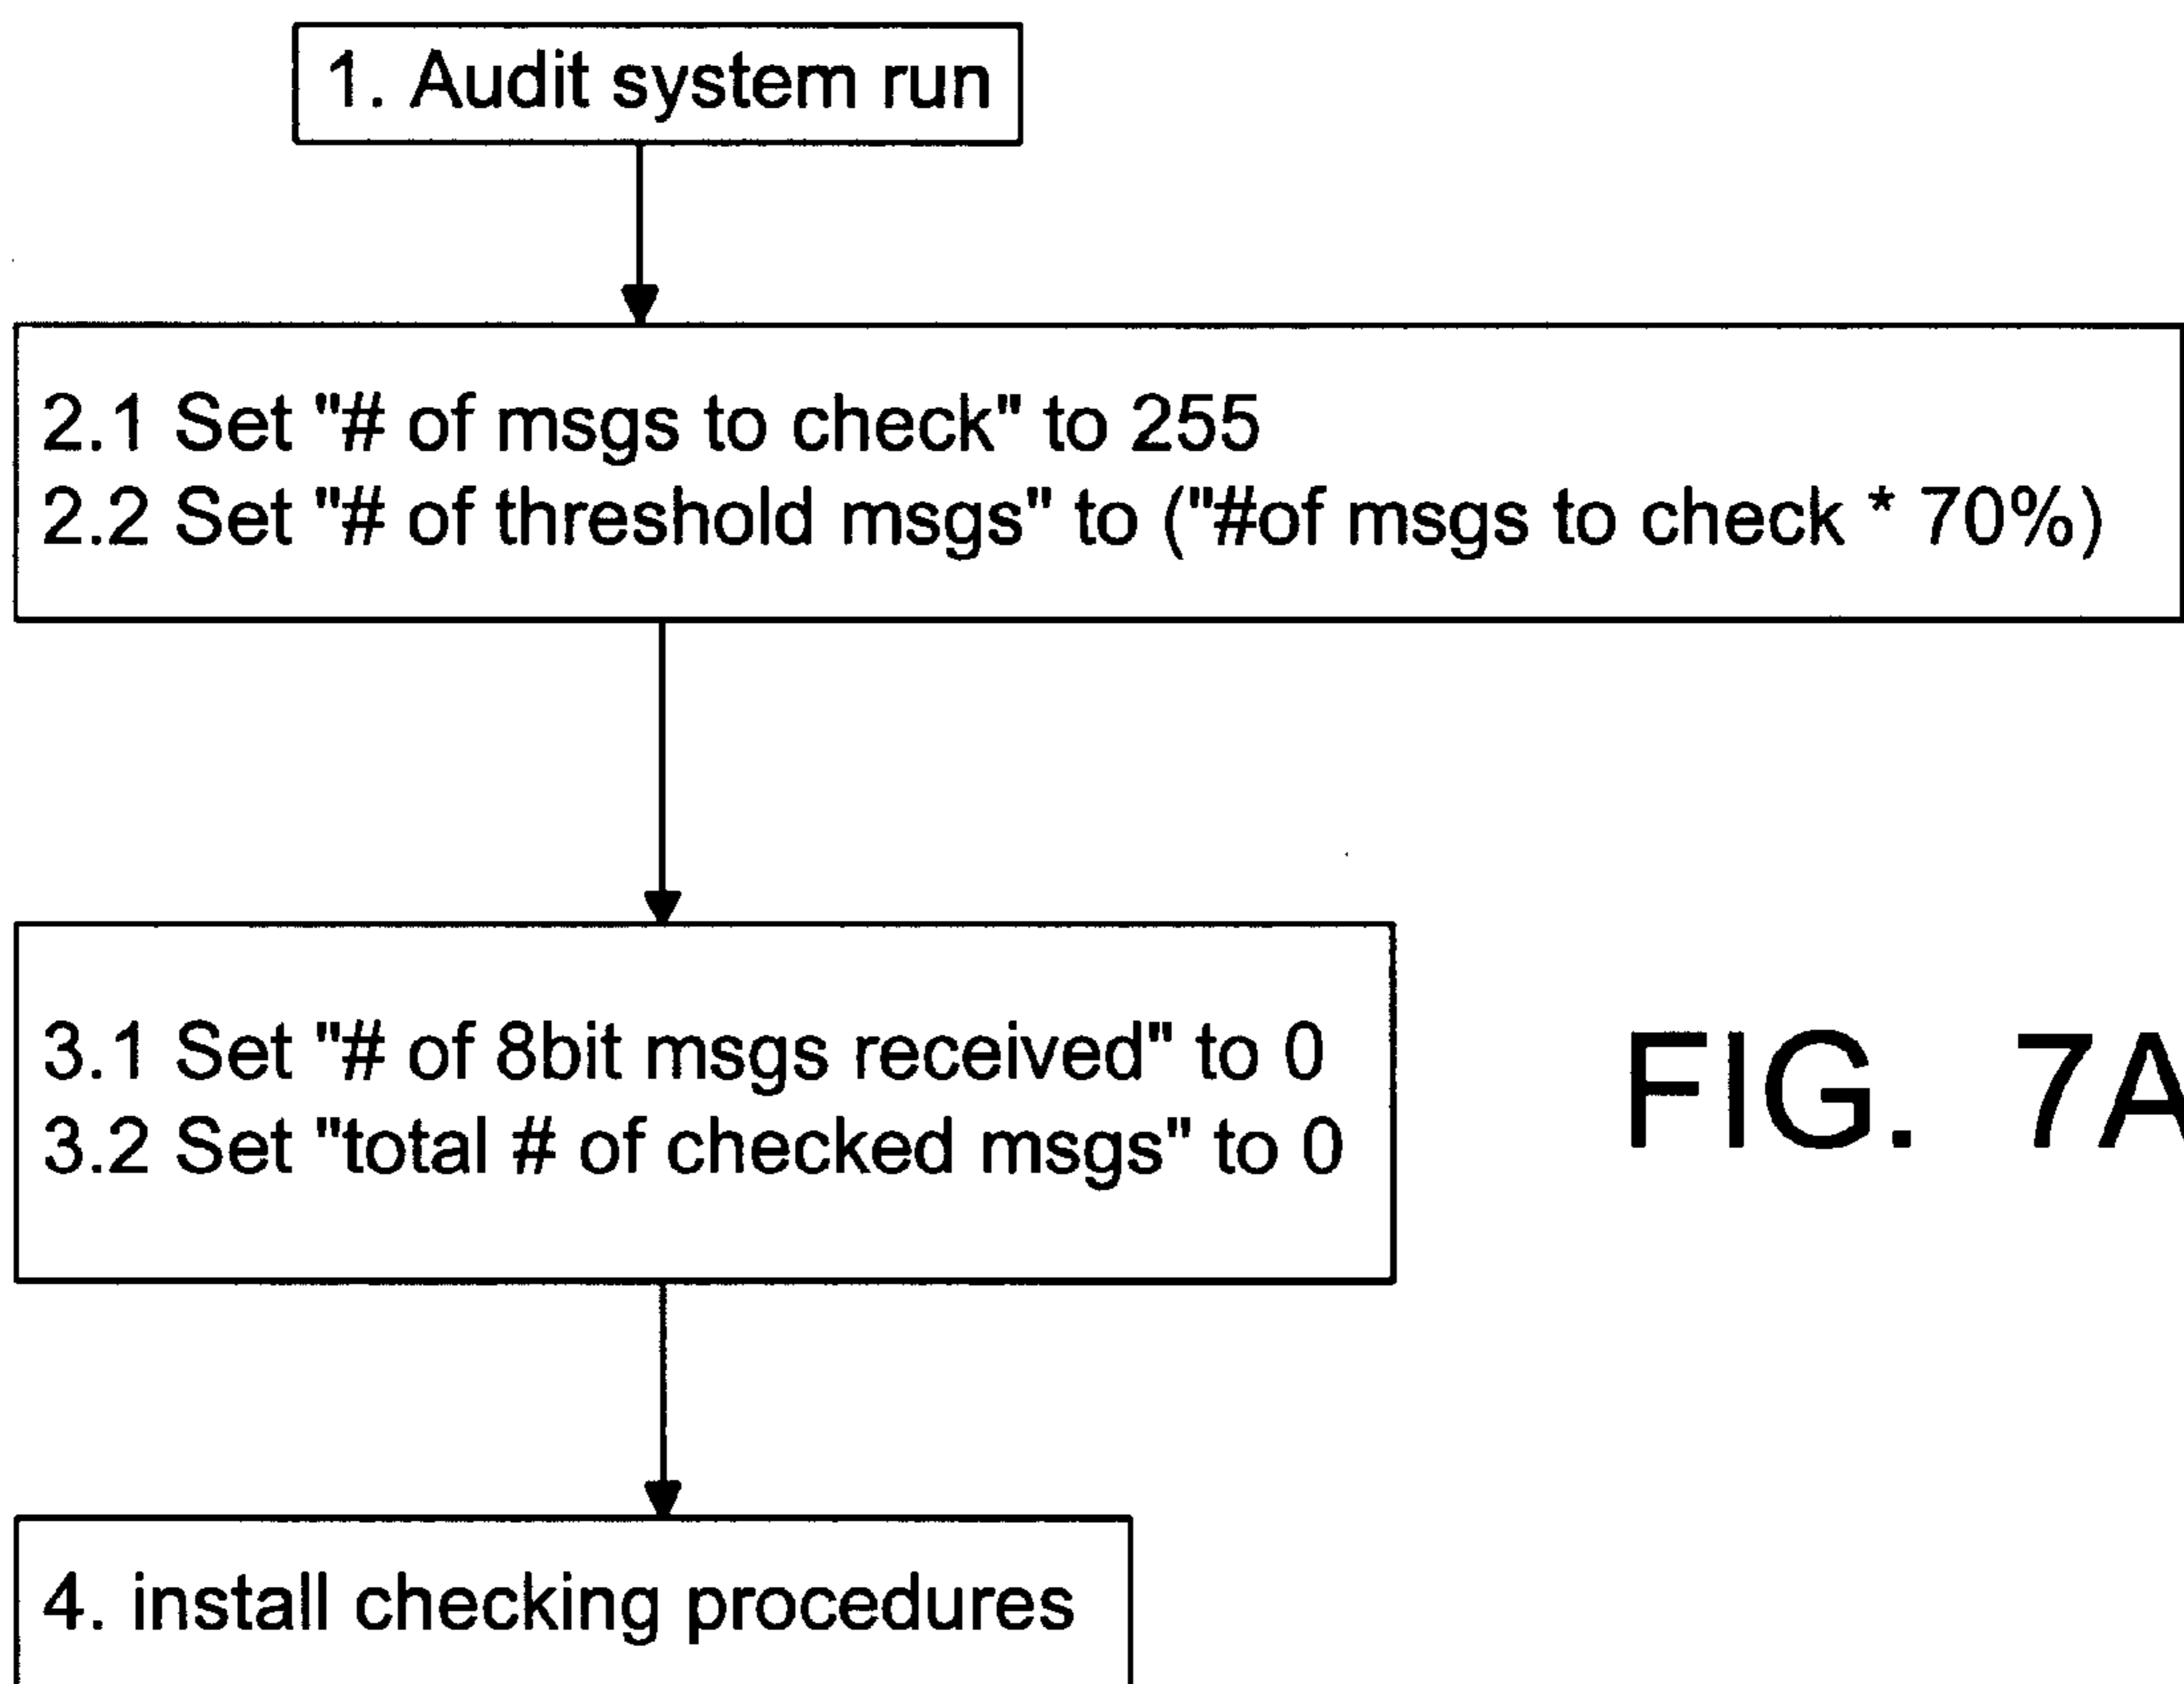 1. Audit system run
2.1 Set "# of msgs to check" to 255
2.2 Set "# of threshold msgs" to ("#of msgs to check * 70%)
3.1 Set "# of 8bit msgs received" to 0
3.2 Set "total # of checked msgs" to 0
FIG. 7A
4. install checking procedures